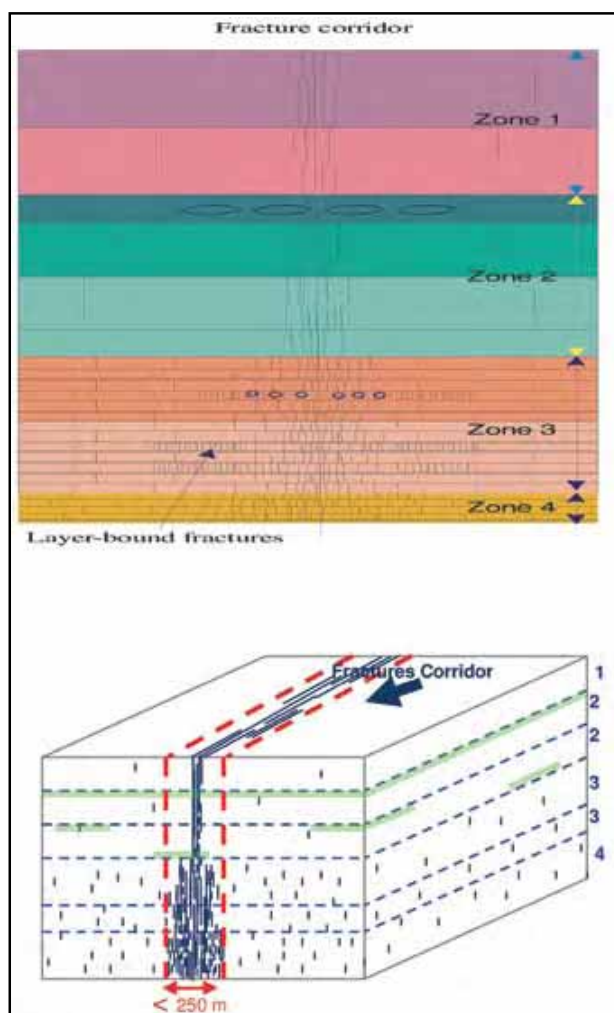 Fracture corridor
Zone 1
Zone 2
Zone 3
Zone 4
Layer-bound fractures
Fractures Corridor
1
2
2
3
3
4
< 250 m